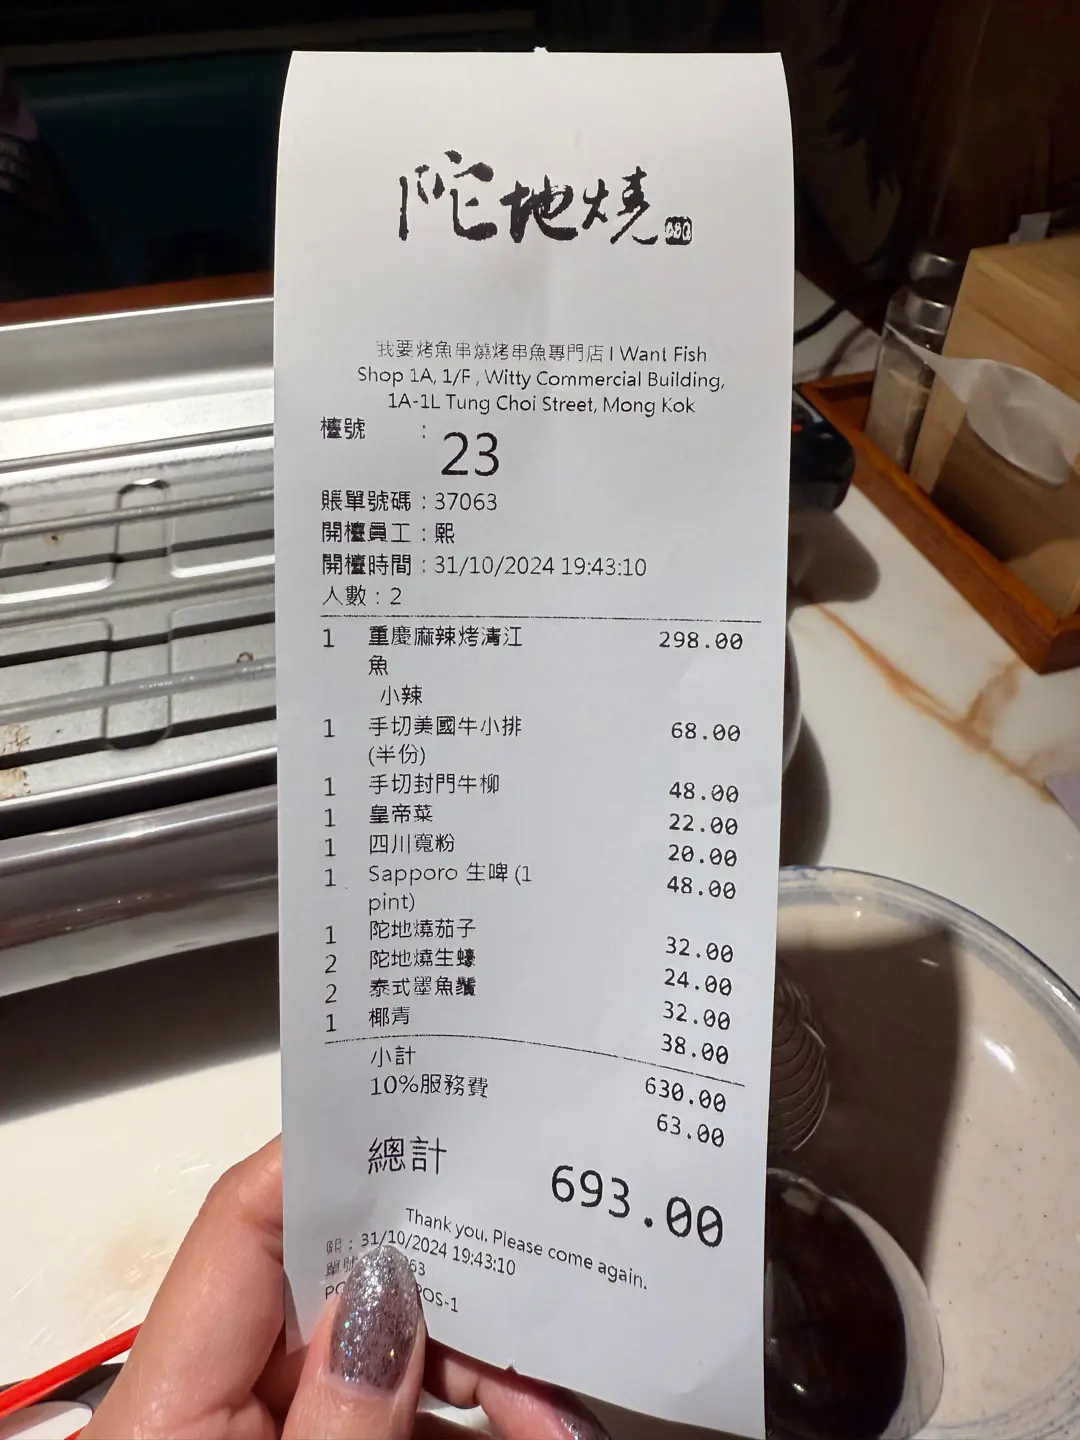 陀地燒
我要烤魚串燒烤串魚專門店 I Want Fish
Shop 1A, 1/F , Witty Commercial Building,
1A-1L Tung Choi Street, Mong Kok
檯號 : 23
賬單號碼 : 37063
開檯員工 : 熙
開檯時間 : 31/10/2024 19:43:10
人數 : 2
1 重慶麻辣烤清江 298.00
魚
小辣
1 手切美國牛小排 68.00
(半份)
1 手切封門牛柳 48.00
1 皇帝菜 22.00
1 四川寬粉 20.00
1 Sapporo 生啤 (1 48.00
pint)
1 陀地燒茄子 32.00
2 陀地燒生蠔 24.00
2 泰式墨魚鬚 32.00
1 椰青 38.00
小計 630.00
10%服務費 63.00
總計 693.00
Thank you. Please come again.
熙 : 31/10/2024 19:43:10
63
POS-1